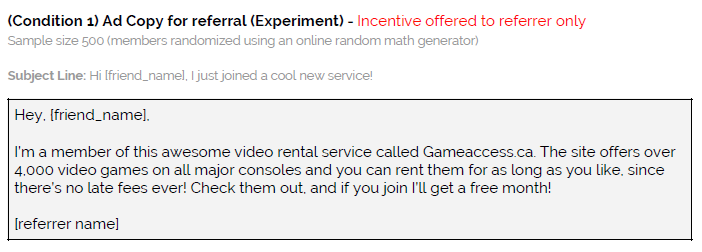 (Condition 1) Ad Copy for referral (Experiment) - Incentive offered to referrer only
Sample size 500 (members randomized using an online random math generator)
Subject Line: Hi [friend_name], I just joined a cool new service!
Hey, [friend_name],
I'm a member of this awesome video rental service called Gameaccess.ca. The site offers over
4,000 video games on all major consoles and you can rent them for as long as you like, since
there's no late fees ever! Check them out, and if you join I'll get a free month!
[referrer name]